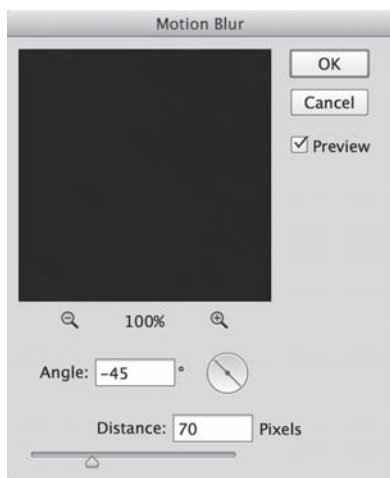 Motion Blur
OK
Cancel
Preview
100%
Angle: -45 °
Distance: 70 Pixels